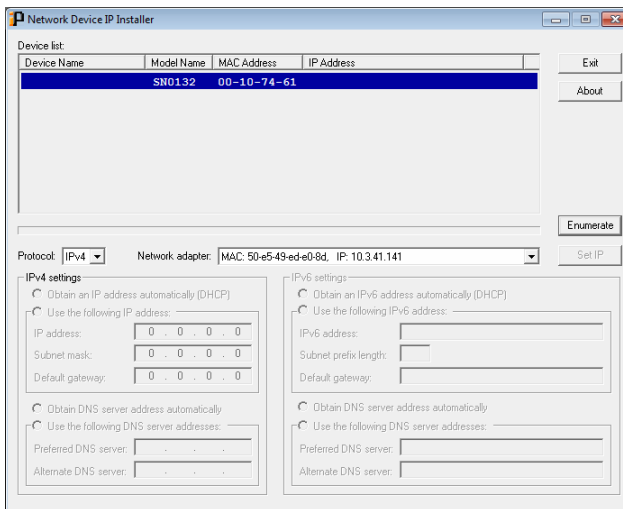 Network Device IP Installer
Device list:
Device Name Model Name MAC Address IP Address
SN0132 00-10-74-61
Exit
About
Enumerate
Protocol: IPv4 Network adapter: MAC: 50-e5-49-ed-e0-8d, IP: 10.3.41.141 Set IP
IPv4 settings
Obtain an IP address automatically (DHCP)
Use the following IP address:
IP address: 0 . 0 . 0 . 0
Subnet mask: 0 . 0 . 0 . 0
Default gateway: 0 . 0 . 0 . 0
Obtain DNS server address automatically
Use the following DNS server addresses:
Preferred DNS server: . . .
Alternate DNS server: . . .
IPv6 settings
Obtain an IPv6 address automatically (DHCP)
Use the following IPv6 address:
IPv6 address:
Subnet prefix length:
Default gateway:
Obtain DNS server address automatically
Use the following DNS server addresses:
Preferred DNS server:
Alternate DNS server: